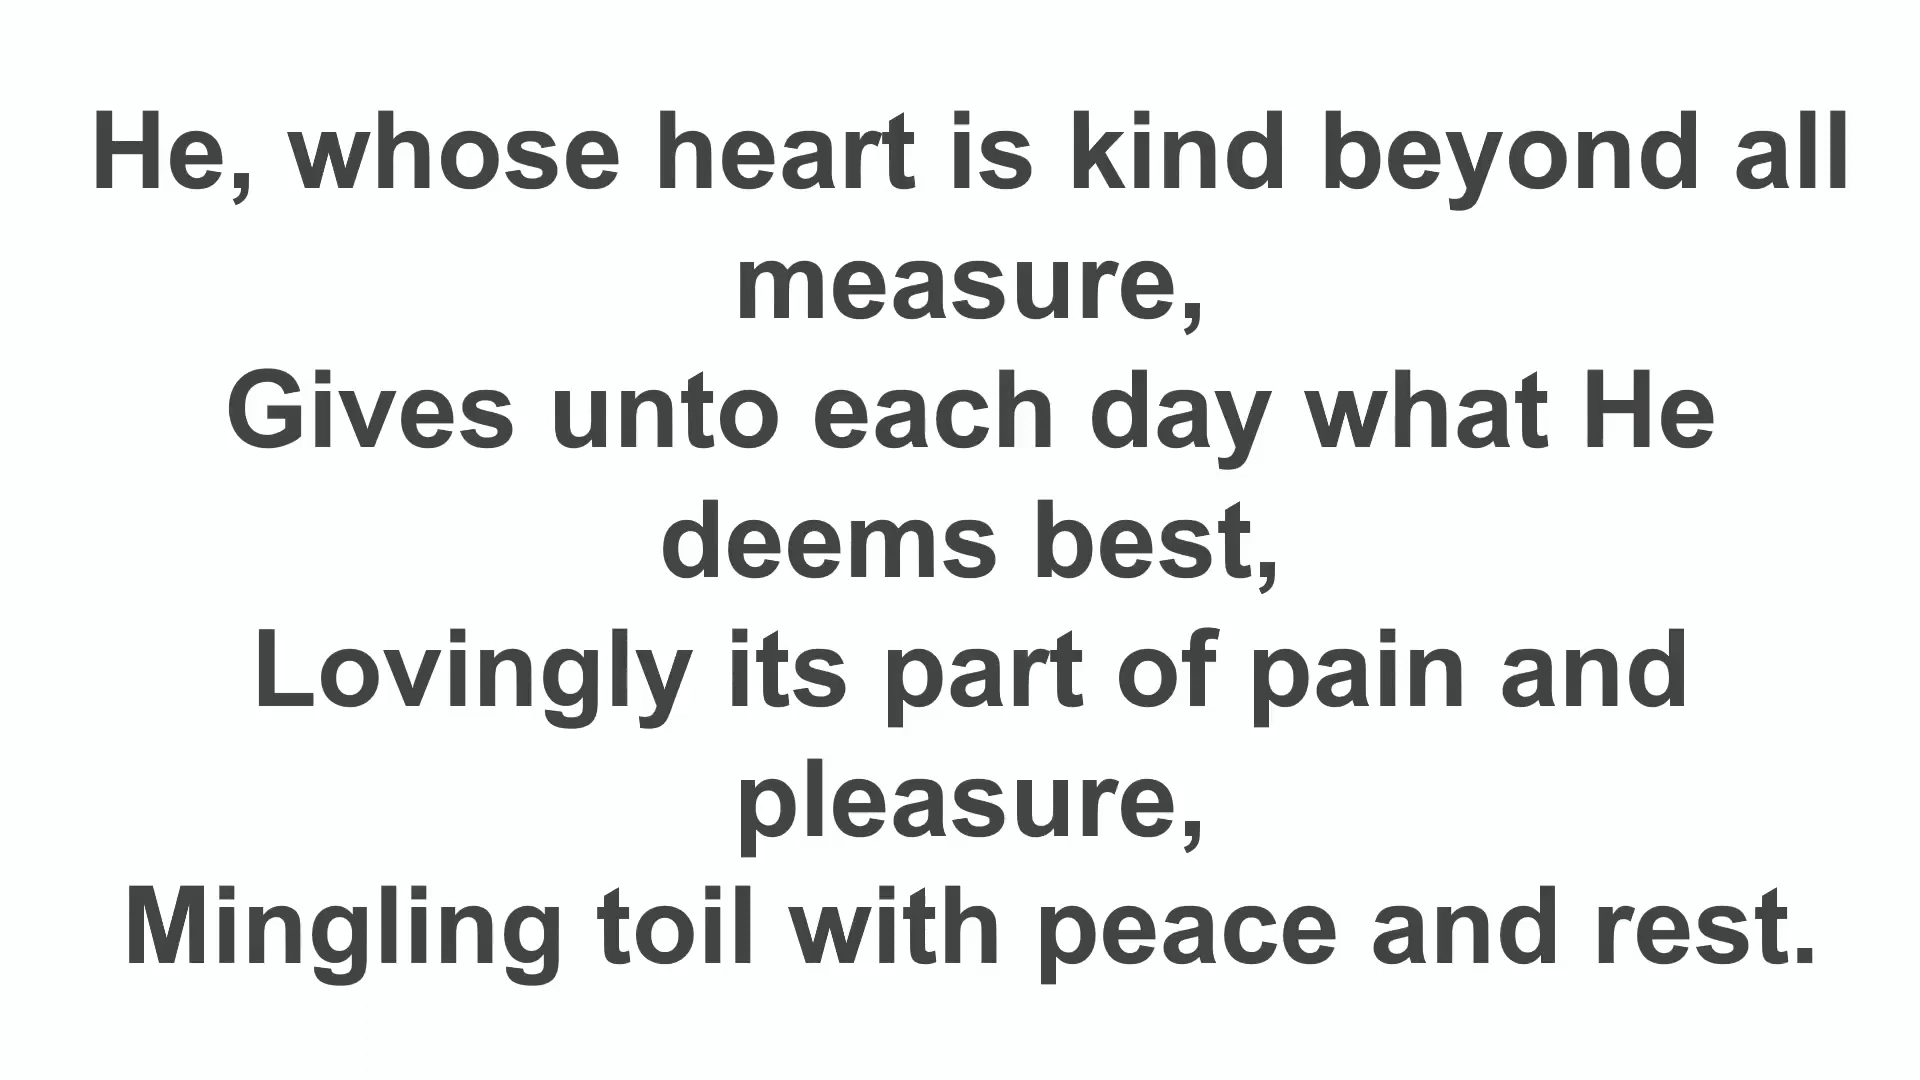 He, whose heart is kind beyond all
measure,
Gives unto each day what He
deems best,
Lovingly its part of pain and
pleasure,
Mingling toil with peace and rest.